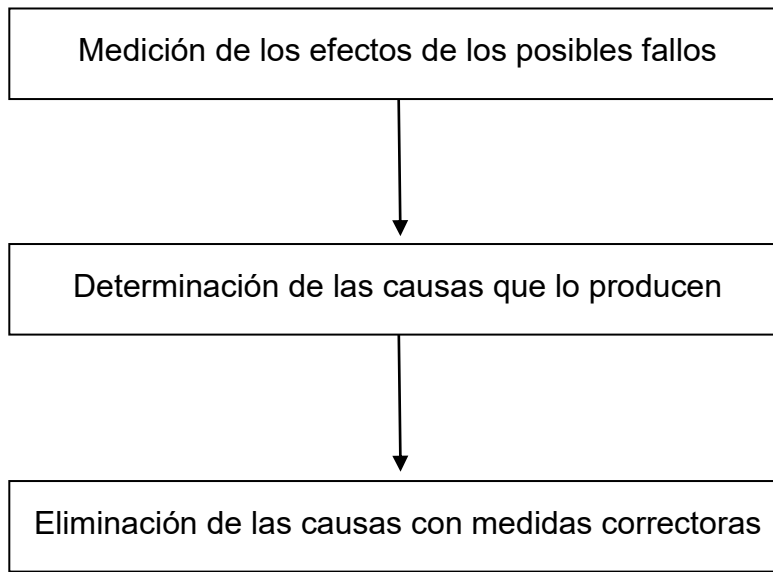 Medición de los efectos de los posibles fallos
Determinación de las causas que lo producen
Eliminación de las causas con medidas correctoras